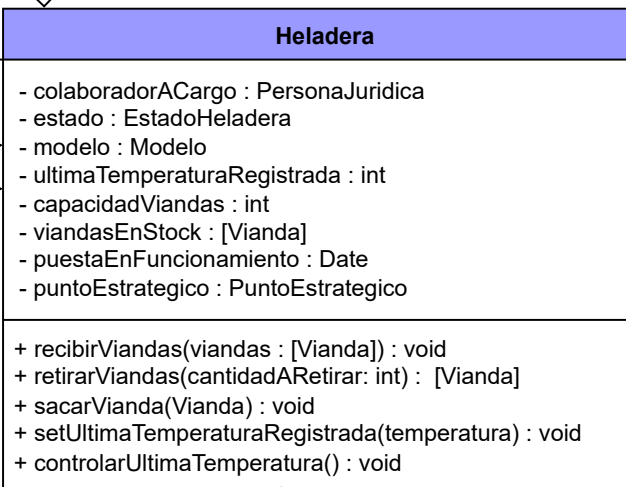 Heladera
- colaboradorACargo : PersonaJuridica
- estado : EstadoHeladera
- modelo : Modelo
- ultimaTemperaturaRegistrada : int
- capacidadViandas : int
- viandasEnStock : [Vianda]
- puestaEnFuncionamiento : Date
- puntoEstrategico : PuntoEstrategico
+ recibirViandas(viandas : [Vianda]) : void
+ retirarViandas(cantidadARetirar: int) :  [Vianda]
+ sacarVianda(Vianda) : void
+ setUltimaTemperaturaRegistrada(temperatura) : void
+ controlarUltimaTemperatura() : void